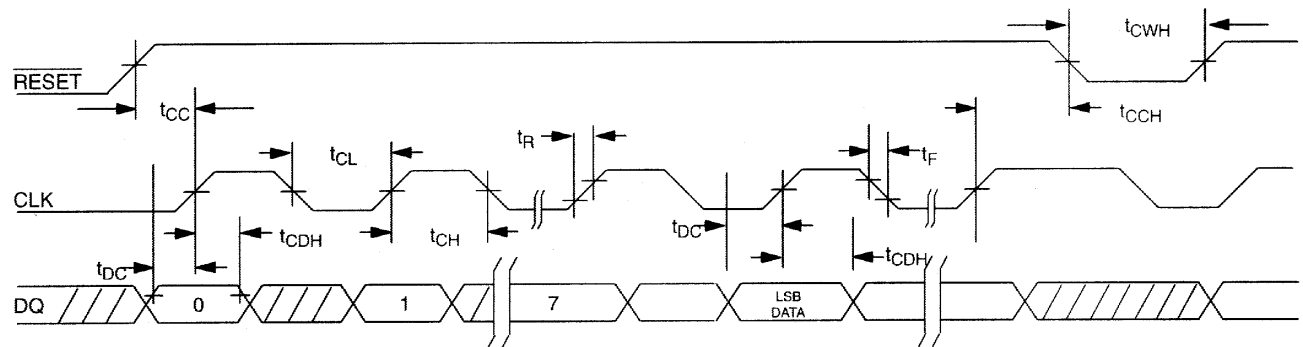 tCWH
RESET
tCC
tCCH
tCL
tR
tF
CLK
tCDH
tCH
tDC
tDC
tCDH
DQ
0
1
7
LSB
DATA